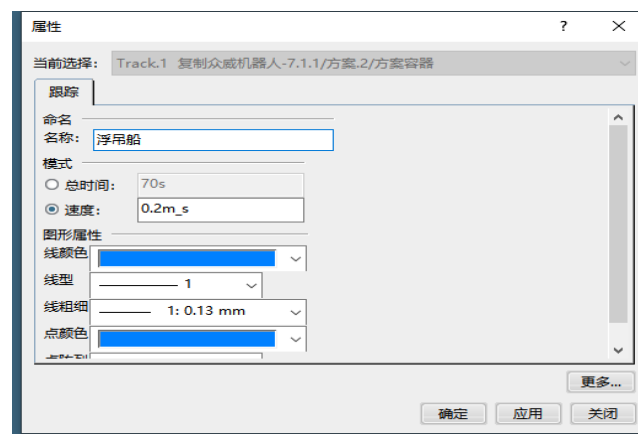 属性 ?
当前选择: Track.1 复制众威机器人-7.1.1/方案.2/方案容器
跟踪
命名
名称: 浮吊船
模式
总时间: 70s
速度: 0.2m_s
图形属性
线颜色
线型 1
线粗细 1: 0.13 mm
点颜色
更多...
确定 应用 关闭